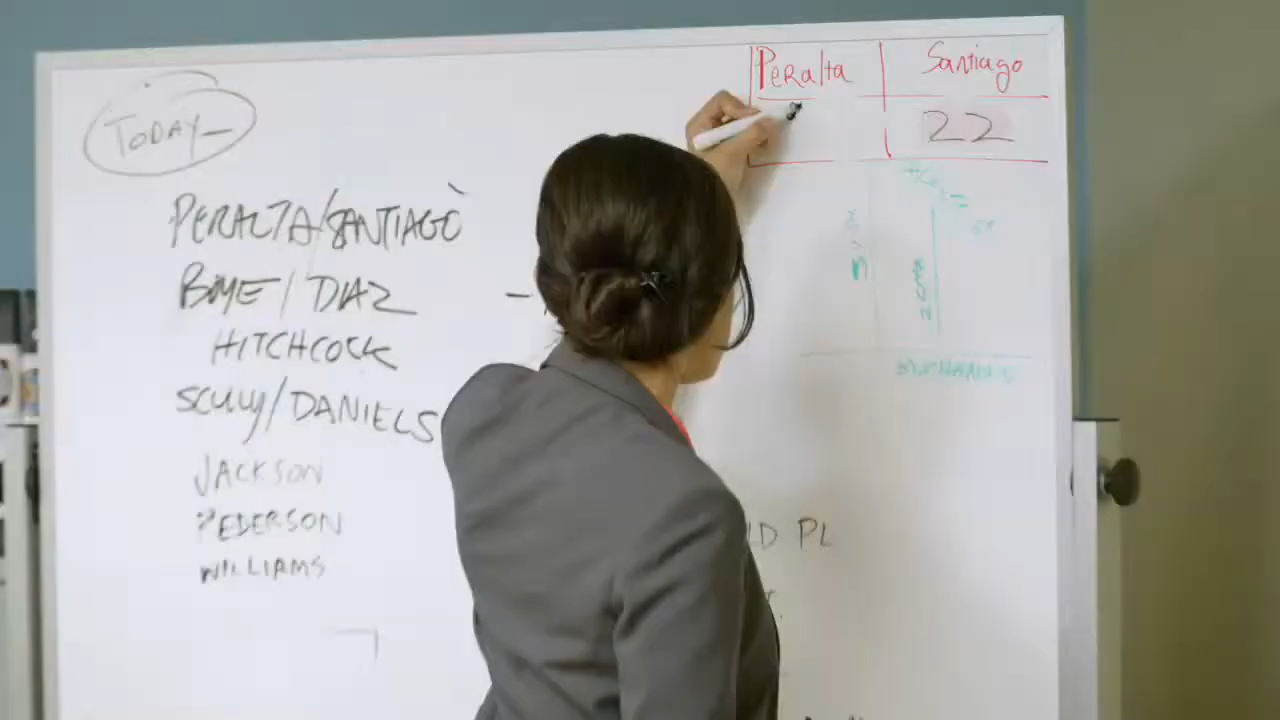 Peralta Santiago
22
TODAY
PERALTA/SANTIAGO
BOYLE/DIAZ
HITCHCOCK
SCULLY/DANIELS
JACKSON
PEDERSON
WILLIAMS
PL